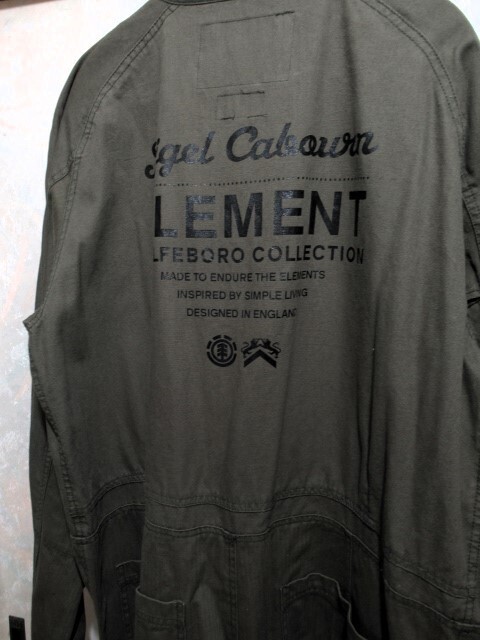 gel Cabourn
LEMENT
LFEBORO COLLECTION
MADE TO ENDURE THE ELEMENTS
INSPIRED BY SIMPLE LIVING
DESIGNED IN ENGLAND